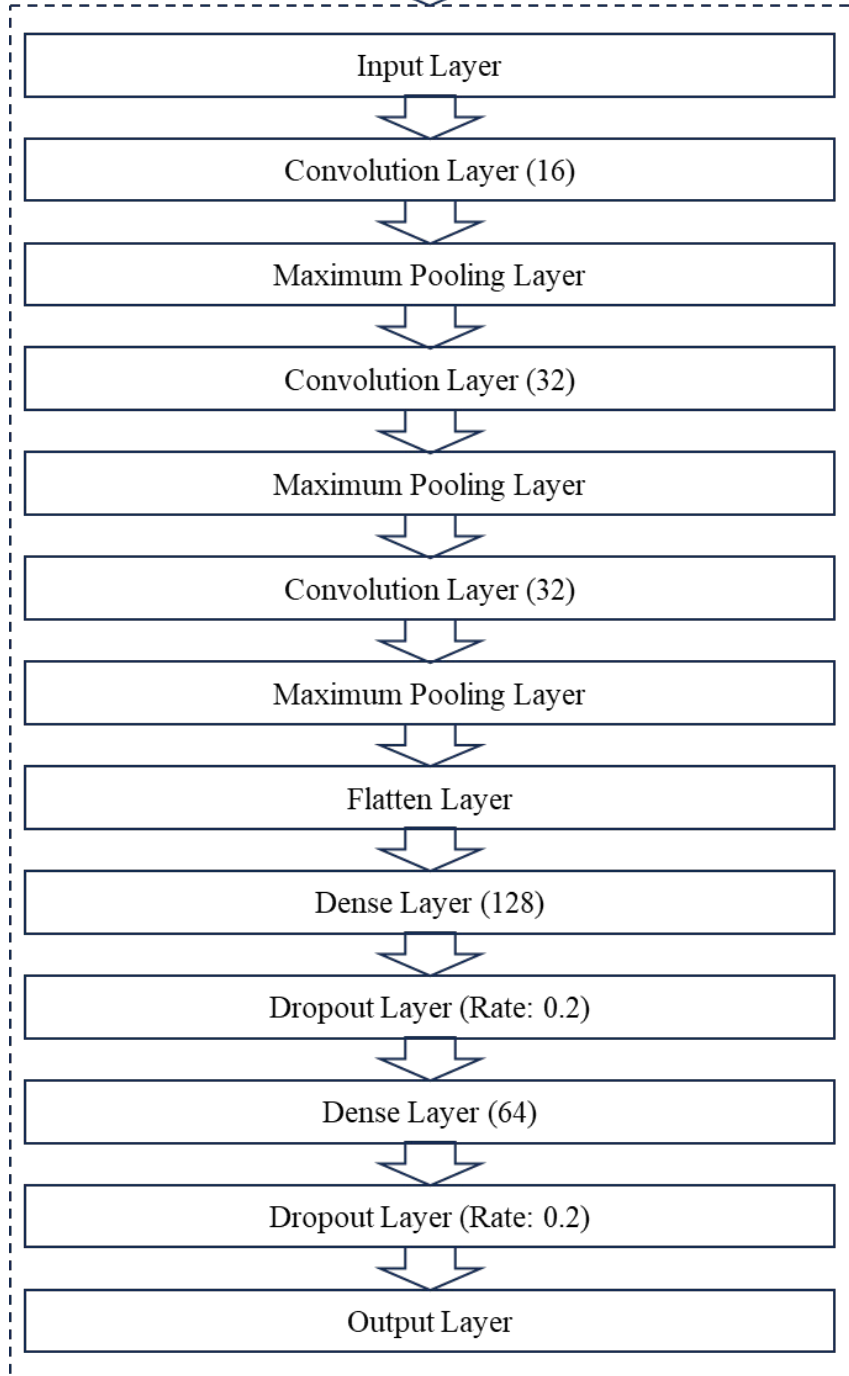 Input Layer
Convolution Layer (16)
Maximum Pooling Layer
Convolution Layer (32)
Maximum Pooling Layer
Convolution Layer (32)
Maximum Pooling Layer
Flatten Layer
Dense Layer (128)
Dropout Layer (Rate: 0.2)
Dense Layer (64)
Dropout Layer (Rate: 0.2)
Output Layer